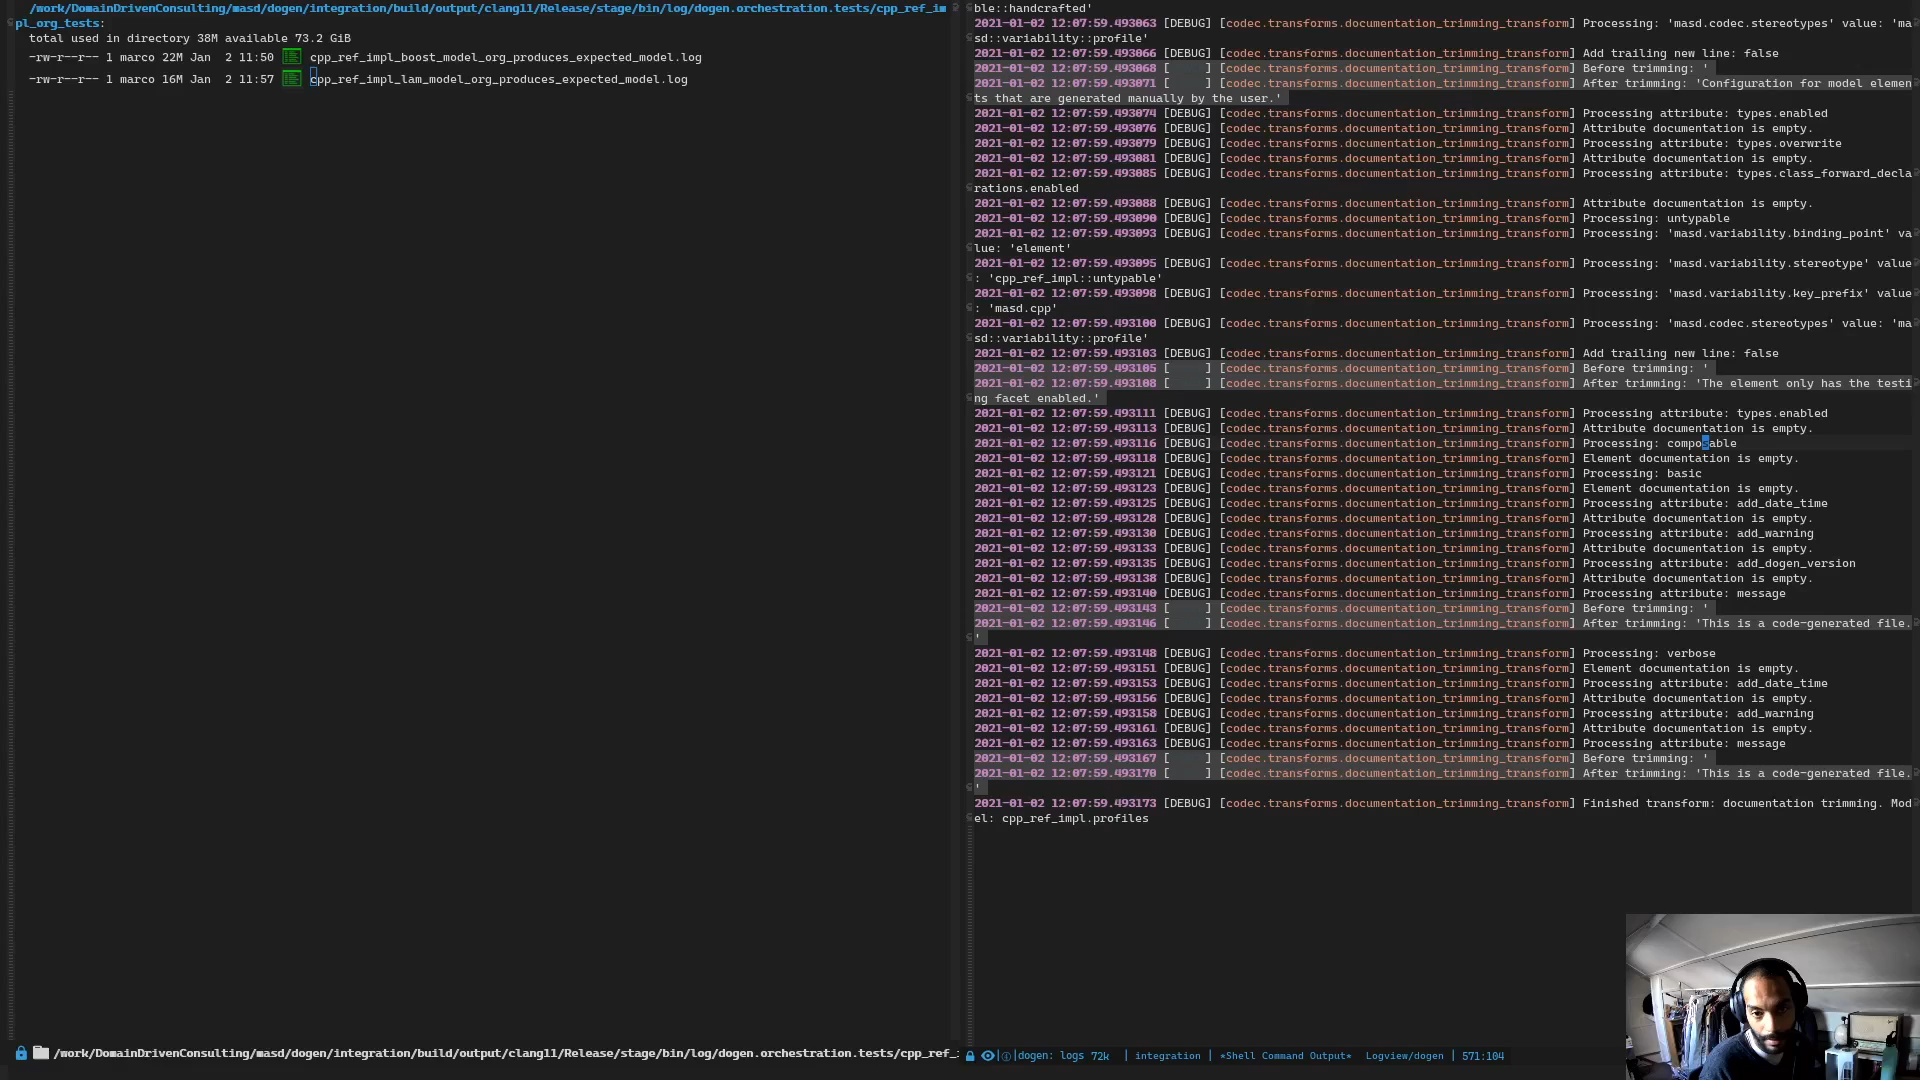 /work/DomainDrivenConsulting/masd/dogen/integration/build/output/clang11/Release/stage/bin/log/dogen.orchestration.tests/cpp_ref_im
pl_org_tests:
total used in directory 38M available 73.2 GiB
-rw-r--r-- 1 marco 22M Jan  2 11:50 cpp_ref_impl_boost_model_org_produces_expected_model.log
-rw-r--r-- 1 marco 16M Jan  2 11:57 cpp_ref_impl_lam_model_org_produces_expected_model.log
/work/DomainDrivenConsulting/masd/dogen/integration/build/output/clang11/Release/stage/bin/log/dogen.orchestration.tests/cpp_ref_
ble::handcrafted'
2021-01-02 12:07:59.493063 [DEBUG] [codec.transforms.documentation_trimming_transform] Processing: 'masd.codec.stereotypes' value: 'ma
sd::variability::profile'
2021-01-02 12:07:59.493066 [DEBUG] [codec.transforms.documentation_trimming_transform] Add trailing new line: false
2021-01-02 12:07:59.493068 [     ] [codec.transforms.documentation_trimming_transform] Before trimming: '
2021-01-02 12:07:59.493071 [     ] [codec.transforms.documentation_trimming_transform] After trimming: 'Configuration for model elemen
ts that are generated manually by the user.'
2021-01-02 12:07:59.493074 [DEBUG] [codec.transforms.documentation_trimming_transform] Processing attribute: types.enabled
2021-01-02 12:07:59.493076 [DEBUG] [codec.transforms.documentation_trimming_transform] Attribute documentation is empty.
2021-01-02 12:07:59.493079 [DEBUG] [codec.transforms.documentation_trimming_transform] Processing attribute: types.overwrite
2021-01-02 12:07:59.493081 [DEBUG] [codec.transforms.documentation_trimming_transform] Attribute documentation is empty.
2021-01-02 12:07:59.493085 [DEBUG] [codec.transforms.documentation_trimming_transform] Processing attribute: types.class_forward_decla
rations.enabled
2021-01-02 12:07:59.493088 [DEBUG] [codec.transforms.documentation_trimming_transform] Attribute documentation is empty.
2021-01-02 12:07:59.493090 [DEBUG] [codec.transforms.documentation_trimming_transform] Processing: untypable
2021-01-02 12:07:59.493093 [DEBUG] [codec.transforms.documentation_trimming_transform] Processing: 'masd.variability.binding_point' va
lue: 'element'
2021-01-02 12:07:59.493095 [DEBUG] [codec.transforms.documentation_trimming_transform] Processing: 'masd.variability.stereotype' value
: 'cpp_ref_impl::untypable'
2021-01-02 12:07:59.493098 [DEBUG] [codec.transforms.documentation_trimming_transform] Processing: 'masd.variability.key_prefix' value
: 'masd.cpp'
2021-01-02 12:07:59.493100 [DEBUG] [codec.transforms.documentation_trimming_transform] Processing: 'masd.codec.stereotypes' value: 'ma
sd::variability::profile'
2021-01-02 12:07:59.493103 [DEBUG] [codec.transforms.documentation_trimming_transform] Add trailing new line: false
2021-01-02 12:07:59.493105 [     ] [codec.transforms.documentation_trimming_transform] Before trimming: '
2021-01-02 12:07:59.493108 [     ] [codec.transforms.documentation_trimming_transform] After trimming: 'The element only has the testi
ng facet enabled.'
2021-01-02 12:07:59.493111 [DEBUG] [codec.transforms.documentation_trimming_transform] Processing attribute: types.enabled
2021-01-02 12:07:59.493113 [DEBUG] [codec.transforms.documentation_trimming_transform] Attribute documentation is empty.
2021-01-02 12:07:59.493116 [DEBUG] [codec.transforms.documentation_trimming_transform] Processing: composable
2021-01-02 12:07:59.493118 [DEBUG] [codec.transforms.documentation_trimming_transform] Element documentation is empty.
2021-01-02 12:07:59.493121 [DEBUG] [codec.transforms.documentation_trimming_transform] Processing: basic
2021-01-02 12:07:59.493123 [DEBUG] [codec.transforms.documentation_trimming_transform] Element documentation is empty.
2021-01-02 12:07:59.493125 [DEBUG] [codec.transforms.documentation_trimming_transform] Processing attribute: add_date_time
2021-01-02 12:07:59.493128 [DEBUG] [codec.transforms.documentation_trimming_transform] Attribute documentation is empty.
2021-01-02 12:07:59.493130 [DEBUG] [codec.transforms.documentation_trimming_transform] Processing attribute: add_warning
2021-01-02 12:07:59.493133 [DEBUG] [codec.transforms.documentation_trimming_transform] Attribute documentation is empty.
2021-01-02 12:07:59.493135 [DEBUG] [codec.transforms.documentation_trimming_transform] Processing attribute: add_dogen_version
2021-01-02 12:07:59.493138 [DEBUG] [codec.transforms.documentation_trimming_transform] Attribute documentation is empty.
2021-01-02 12:07:59.493140 [DEBUG] [codec.transforms.documentation_trimming_transform] Processing attribute: message
2021-01-02 12:07:59.493143 [     ] [codec.transforms.documentation_trimming_transform] Before trimming: '
2021-01-02 12:07:59.493146 [     ] [codec.transforms.documentation_trimming_transform] After trimming: 'This is a code-generated file.
'
2021-01-02 12:07:59.493148 [DEBUG] [codec.transforms.documentation_trimming_transform] Processing: verbose
2021-01-02 12:07:59.493151 [DEBUG] [codec.transforms.documentation_trimming_transform] Element documentation is empty.
2021-01-02 12:07:59.493153 [DEBUG] [codec.transforms.documentation_trimming_transform] Processing attribute: add_date_time
2021-01-02 12:07:59.493156 [DEBUG] [codec.transforms.documentation_trimming_transform] Attribute documentation is empty.
2021-01-02 12:07:59.493158 [DEBUG] [codec.transforms.documentation_trimming_transform] Processing attribute: add_warning
2021-01-02 12:07:59.493161 [DEBUG] [codec.transforms.documentation_trimming_transform] Attribute documentation is empty.
2021-01-02 12:07:59.493163 [DEBUG] [codec.transforms.documentation_trimming_transform] Processing attribute: message
2021-01-02 12:07:59.493167 [     ] [codec.transforms.documentation_trimming_transform] Before trimming: '
2021-01-02 12:07:59.493170 [     ] [codec.transforms.documentation_trimming_transform] After trimming: 'This is a code-generated file.
'
2021-01-02 12:07:59.493173 [DEBUG] [codec.transforms.documentation_trimming_transform] Finished transform: documentation trimming. Mod
el: cpp_ref_impl.profiles
dogen: logs 72k | integration | *Shell Command Output* Logview/dogen | 571:104